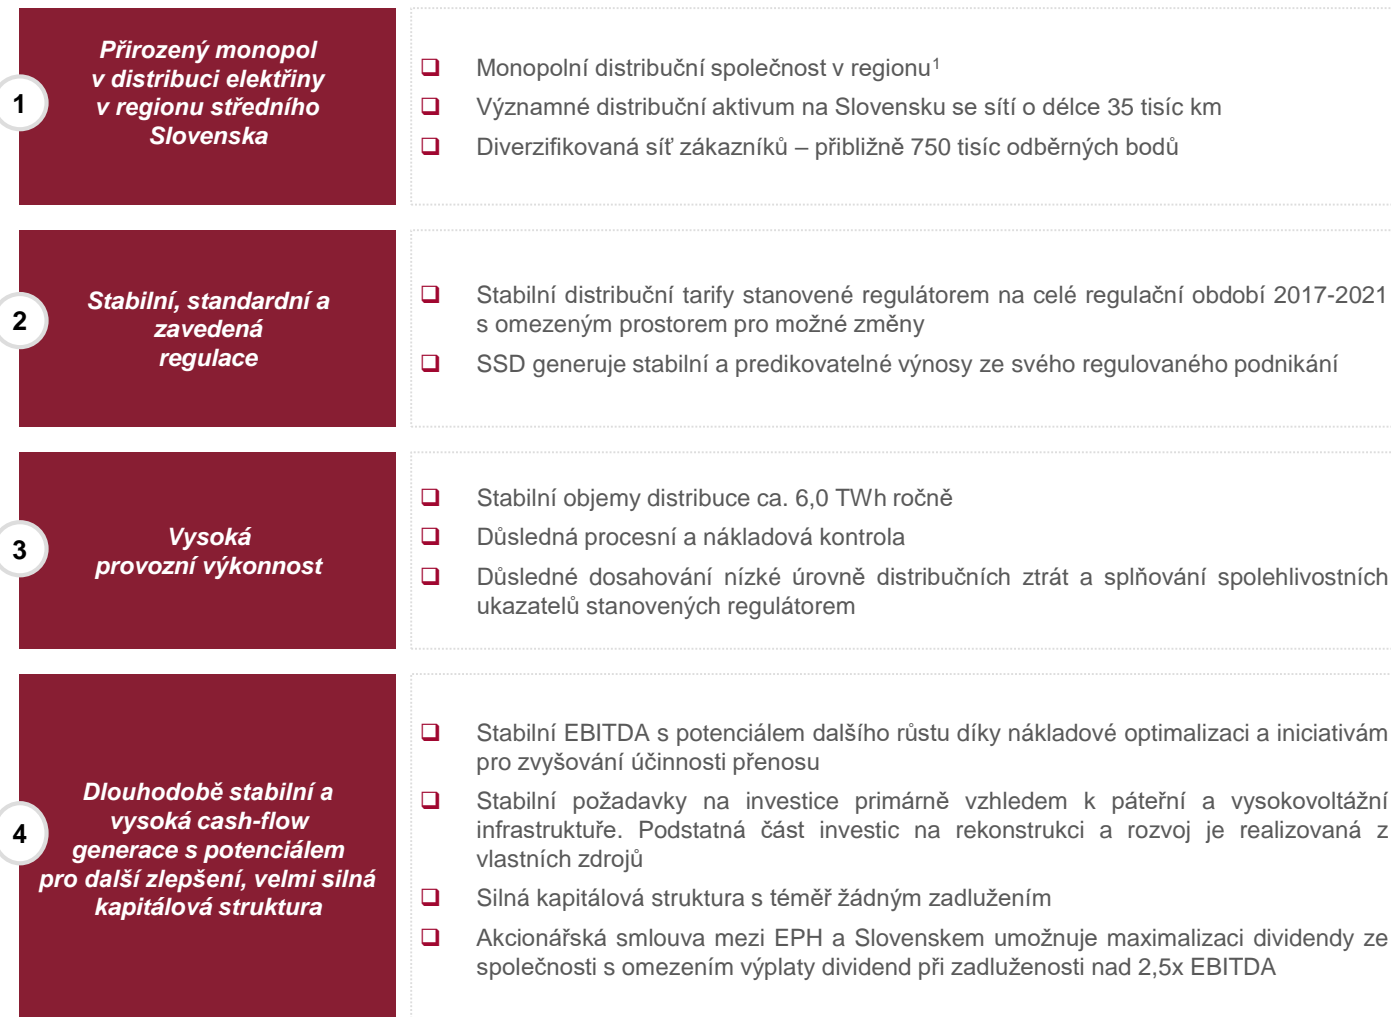 1
Přirozený monopol
v distribuci elektřiny
v regionu středního
Slovenska
Monopolní distribuční společnost v regionu¹
Významné distribuční aktivum na Slovensku se sítí o délce 35 tisíc km
Diverzifikovaná síť zákazníků – přibližně 750 tisíc odběrných bodů
2
Stabilní, standardní a
zavedená
regulace
Stabilní distribuční tarify stanovené regulátorem na celé regulační období 2017-2021
s omezeným prostorem pro možné změny
SSD generuje stabilní a predikovatelné výnosy ze svého regulovaného podnikání
3
Vysoká
provozní výkonnost
Stabilní objemy distribuce ca. 6,0 TWh ročně
Důsledná procesní a nákladová kontrola
Důsledné dosahování nízké úrovně distribučních ztrát a splňování spolehlivostních
ukazatelů stanovených regulátorem
4
Dlouhodobě stabilní a
vysoká cash-flow
generace s potenciálem
pro další zlepšení, velmi silná
kapitálová struktura
Stabilní EBITDA s potenciálem dalšího růstu díky nákladové optimalizaci a iniciativám
pro zvyšování účinnosti přenosu
Stabilní požadavky na investice primárně vzhledem k páteřní a vysokovoltážní
infrastruktuře. Podstatná část investic na rekonstrukci a rozvoj je realizovaná z
vlastních zdrojů
Silná kapitálová struktura s téměř žádným zadlužením
Akcionářská smlouva mezi EPH a Slovenskem umožnuje maximalizaci dividendy ze
společnosti s omezením výplaty dividend při zadluženosti nad 2,5x EBITDA